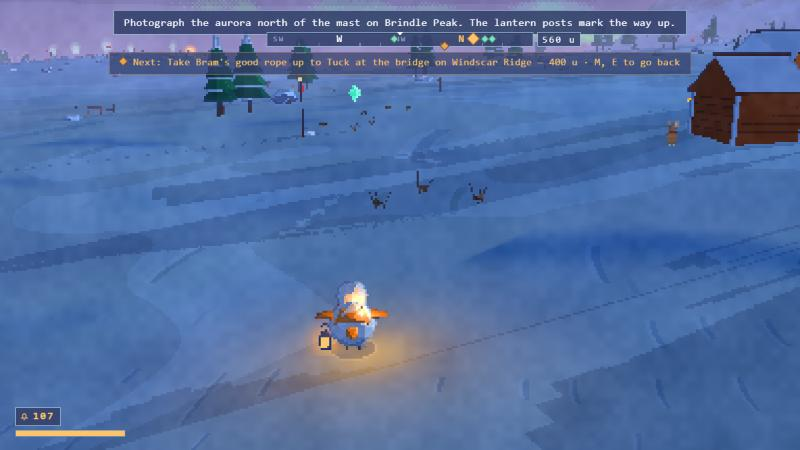 Photograph the aurora north of the mast on Brindle Peak. The lantern posts mark the way up.
SW W NW N 560 u
Next: Take Bram's good rope up to Tuck at the bridge on Windscar Ridge — 400 u · M, E to go back
107